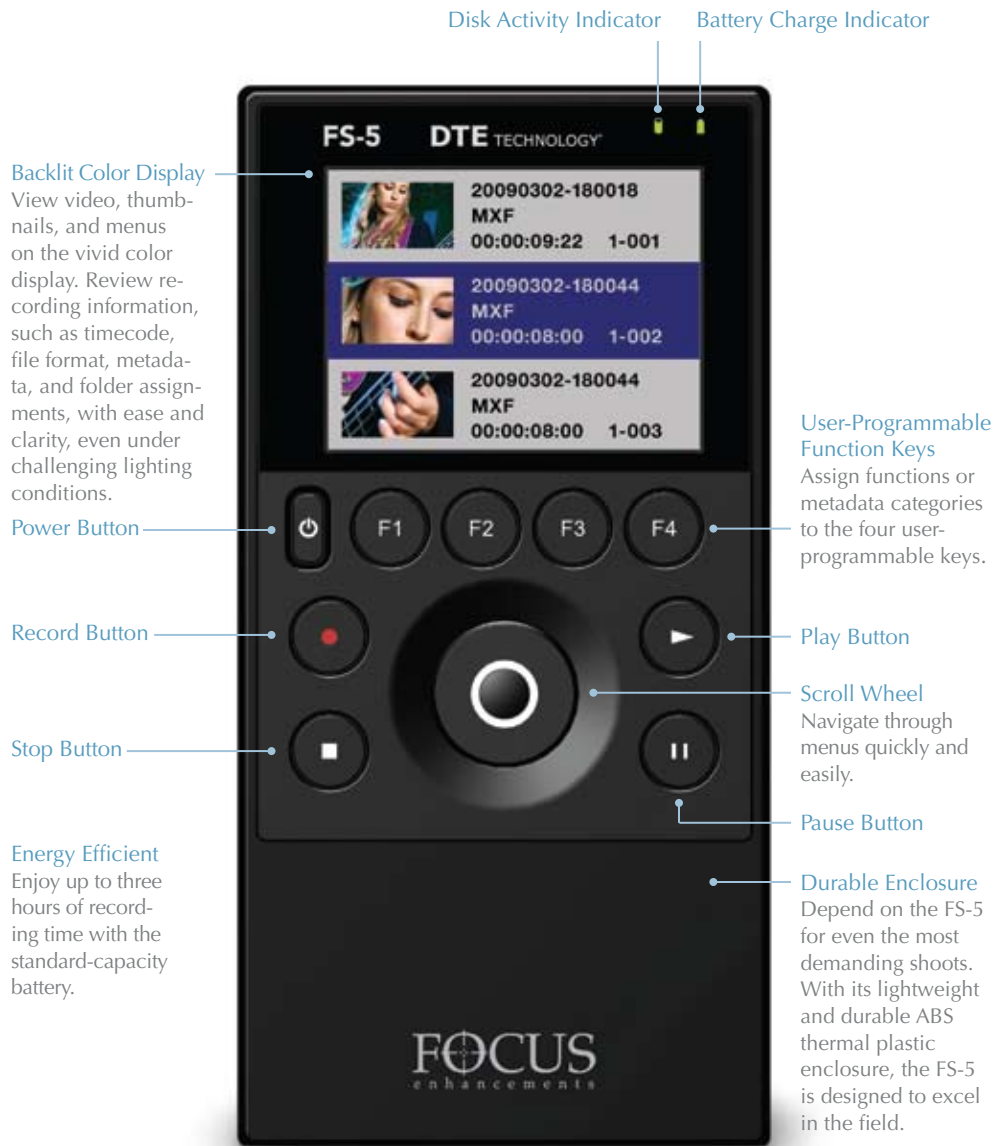 Disk Activity Indicator
Battery Charge Indicator
FS-5
DTE TECHNOLOGY
Backlit Color Display
View video, thumb-
nails, and menus
on the vivid color
display. Review re-
cording information,
such as timecode,
file format, metada-
ta, and folder assign-
ments, with ease and
clarity, even under
challenging lighting
conditions.
20090302-180018
MXF
00:00:09:22 1-001
20090302-180044
MXF
00:00:08:00 1-002
20090302-180044
MXF
00:00:08:00 1-003
User-Programmable
Function Keys
Assign functions or
metadata categories
to the four user-
programmable keys.
Power Button
F1 F2 F3 F4
Record Button
Play Button
Scroll Wheel
Navigate through
menus quickly and
easily.
Stop Button
Pause Button
Energy Efficient
Enjoy up to three
hours of record-
ing time with the
standard-capacity
battery.
Durable Enclosure
Depend on the FS-5
for even the most
demanding shoots.
With its lightweight
and durable ABS
thermal plastic
enclosure, the FS-5
is designed to excel
in the field.
FOCUS
enhancements